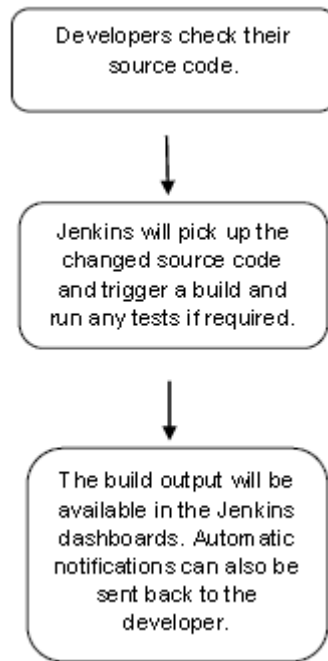 Developers check their
source code.
Jenkins will pick up the
changed source code
and trigger a build and
run any tests if required.
The build output will be
available in the Jenkins
dashboards. Automatic
notifications can also be
sent back to the
developer.